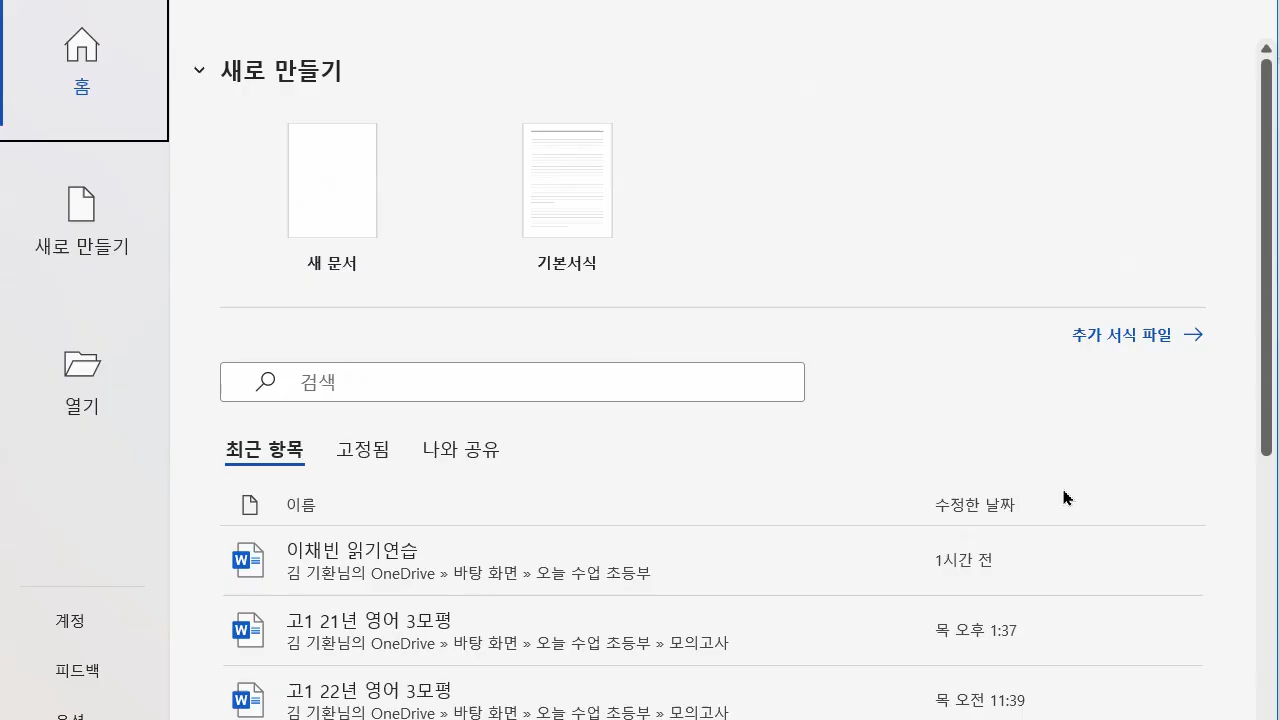 홈
새로 만들기
열기
계정
피드백
새로 만들기
새 문서
기본서식
추가 서식 파일
검색
최근 항목 고정됨 나와 공유
이름 수정한 날짜
이채빈 읽기연습
김 기환님의 OneDrive » 바탕 화면 » 오늘 수업 초등부
1시간 전
고1 21년 영어 3모평
김 기환님의 OneDrive » 바탕 화면 » 오늘 수업 초등부 » 모의고사
목 오후 1:37
고1 22년 영어 3모평
김 기환님의 OneDrive » 바탕 화면 » 오늘 수업 초등부 » 모의고사
목 오전 11:39